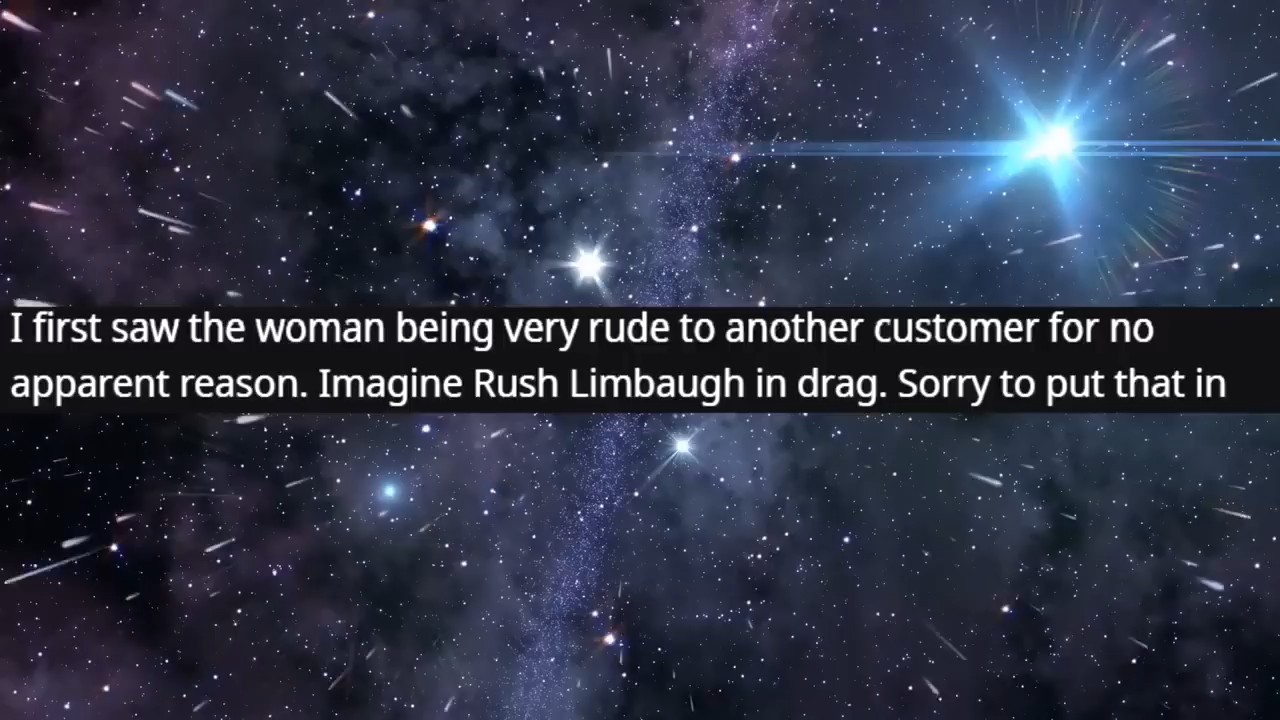 I first saw the woman being very rude to another customer for no
apparent reason. Imagine Rush Limbaugh in drag. Sorry to put that in